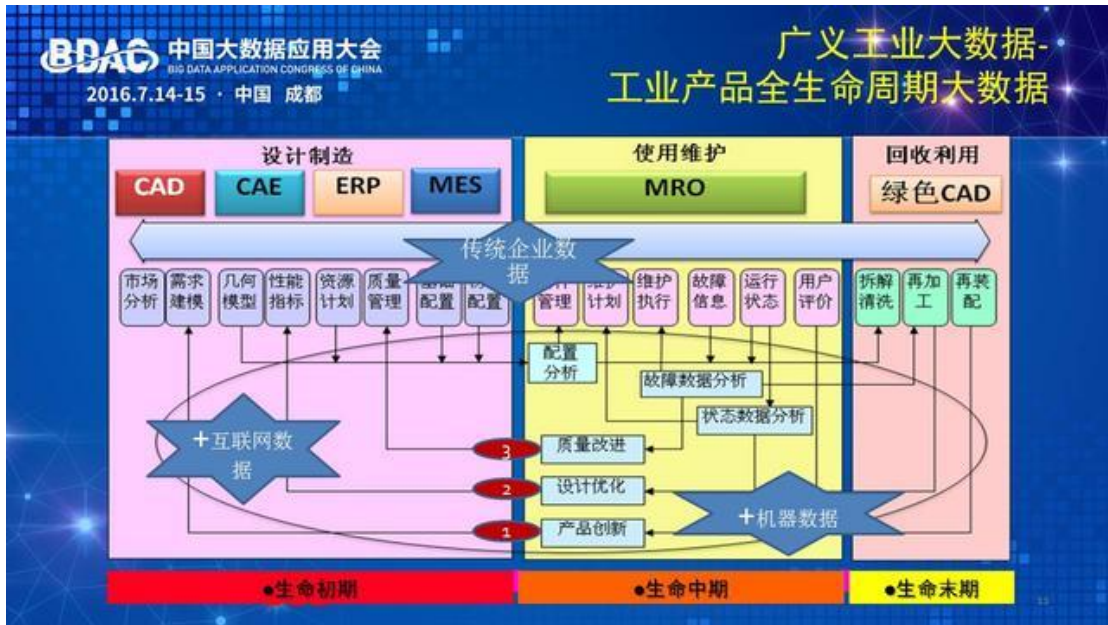 BDAC 中国大数据应用大会
BIG DATA APPLICATION CONGRESS OF CHINA
2016.7.14-15 · 中国 成都
广义工业大数据-
工业产品全生命周期大数据
设计制造
使用维护
回收利用
CAD
CAE
ERP
MES
MRO
绿色CAD
传统企业数
据
市场
分析
需求
建模
几何
模型
性能
指标
资源
计划
质量
管理
配置
配置
管理
计划
维护
执行
故障
信息
运行
状态
用户
评价
拆解
清洗
再加
工
再装
配
配置
分析
故障数据分析
状态数据分析
+互联网数
据
3
质量改进
2
设计优化
+机器数据
1
产品创新
●生命初期
●生命中期
●生命末期